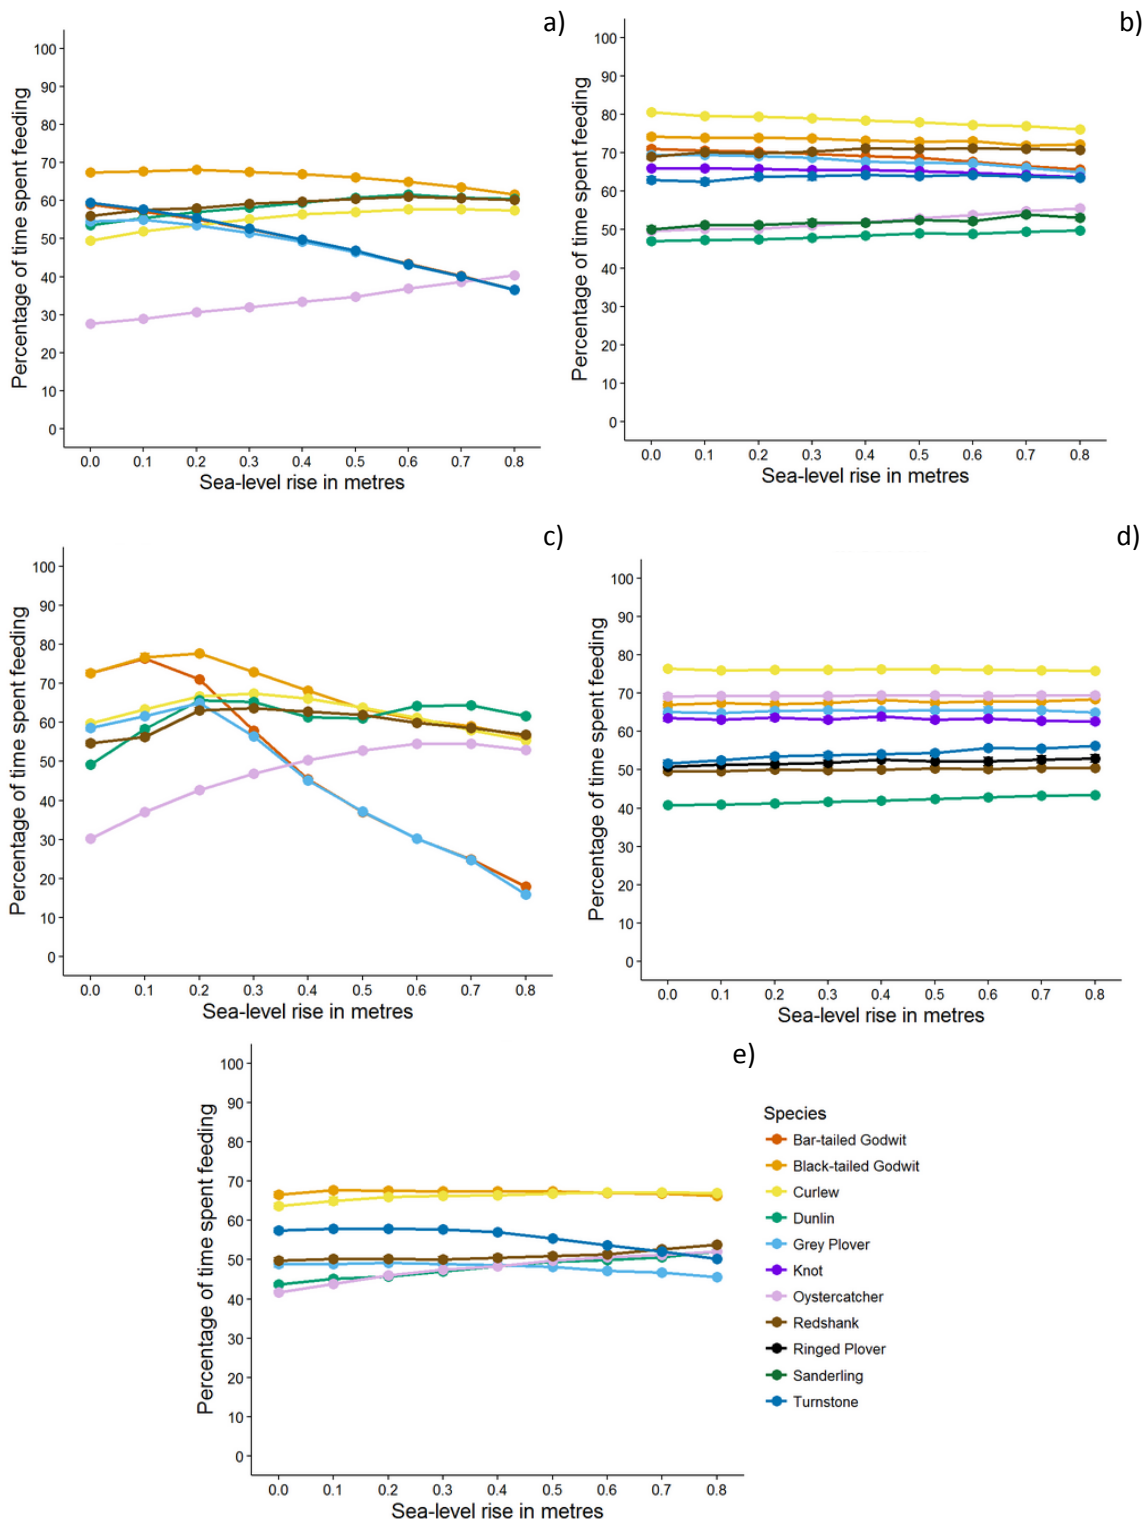 a)
100
90
80
70
60
50
40
30
20
10
0
Percentage of time spent feeding
0.0 0.1 0.2 0.3 0.4 0.5 0.6 0.7 0.8
Sea-level rise in metres
b)
100
90
80
70
60
50
40
30
20
10
0
Percentage of time spent feeding
0.0 0.1 0.2 0.3 0.4 0.5 0.6 0.7 0.8
Sea-level rise in metres
c)
100
90
80
70
60
50
40
30
20
10
0
Percentage of time spent feeding
0.0 0.1 0.2 0.3 0.4 0.5 0.6 0.7 0.8
Sea-level rise in metres
d)
100
90
80
70
60
50
40
30
20
10
0
Percentage of time spent feeding
0.0 0.1 0.2 0.3 0.4 0.5 0.6 0.7 0.8
Sea-level rise in metres
e)
100
90
80
70
60
50
40
30
20
10
0
Percentage of time spent feeding
0.0 0.1 0.2 0.3 0.4 0.5 0.6 0.7 0.8
Sea-level rise in metres
Species
Bar-tailed Godwit
Black-tailed Godwit
Curlew
Dunlin
Grey Plover
Knot
Oystercatcher
Redshank
Ringed Plover
Sanderling
Turnstone